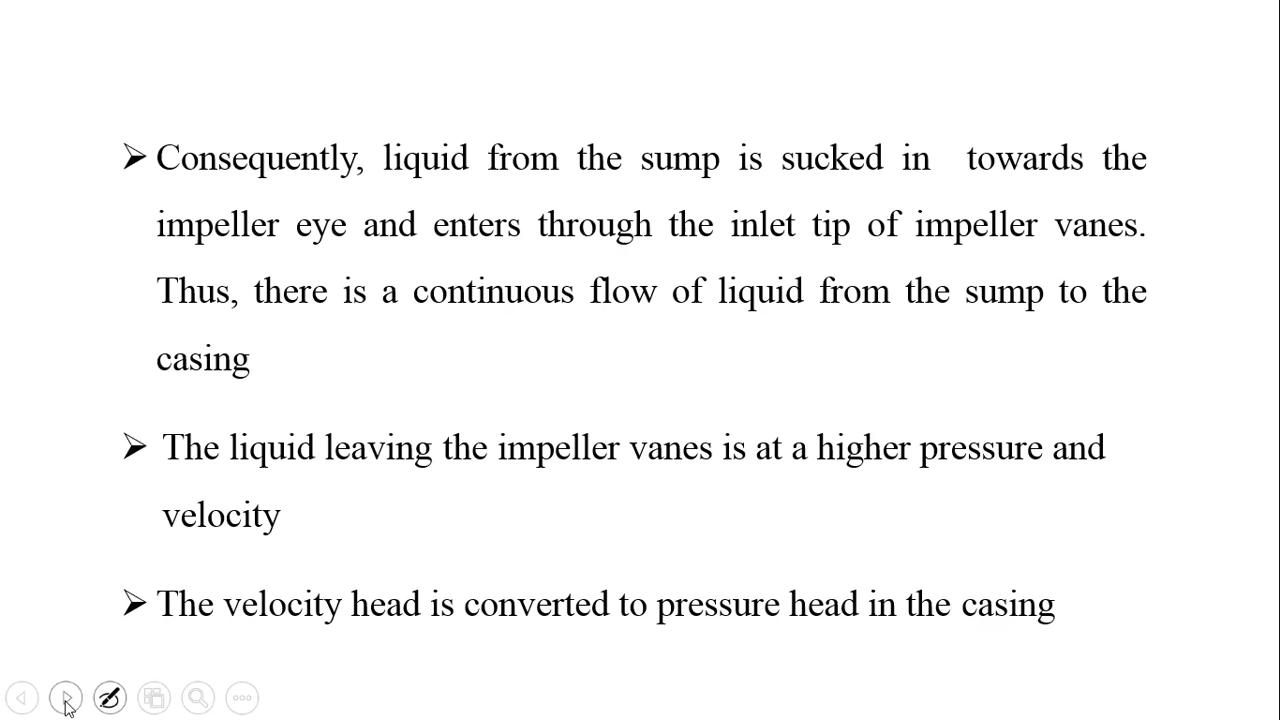 ➢ Consequently, liquid from the sump is sucked in towards the
impeller eye and enters through the inlet tip of impeller vanes.
Thus, there is a continuous flow of liquid from the sump to the
casing
➢ The liquid leaving the impeller vanes is at a higher pressure and
velocity
➢ The velocity head is converted to pressure head in the casing